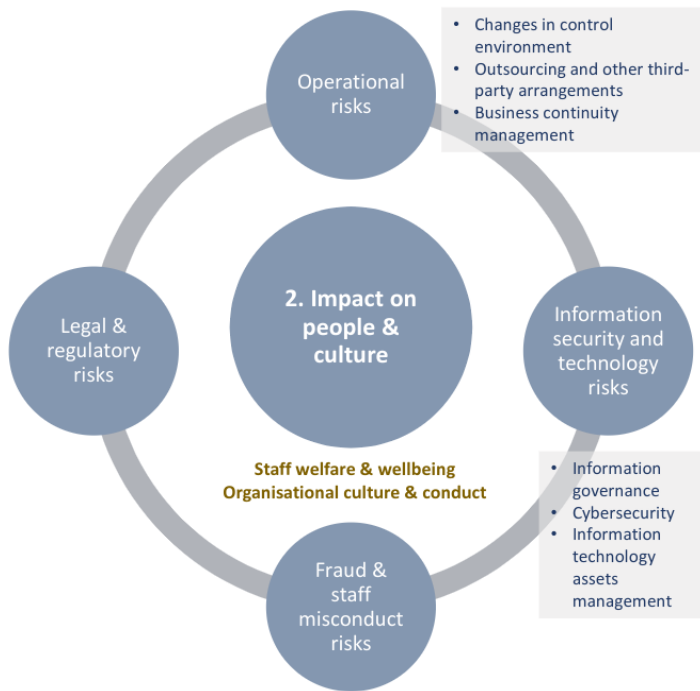 Operational
risks
• Changes in control
environment
• Outsourcing and other third-
party arrangements
• Business continuity
management
Legal &
regulatory
risks
2. Impact on
people &
culture
Information
security and
technology
risks
Staff welfare & wellbeing
Organisational culture & conduct
• Information
governance
• Cybersecurity
• Information
technology
assets
management
Fraud &
staff
misconduct
risks